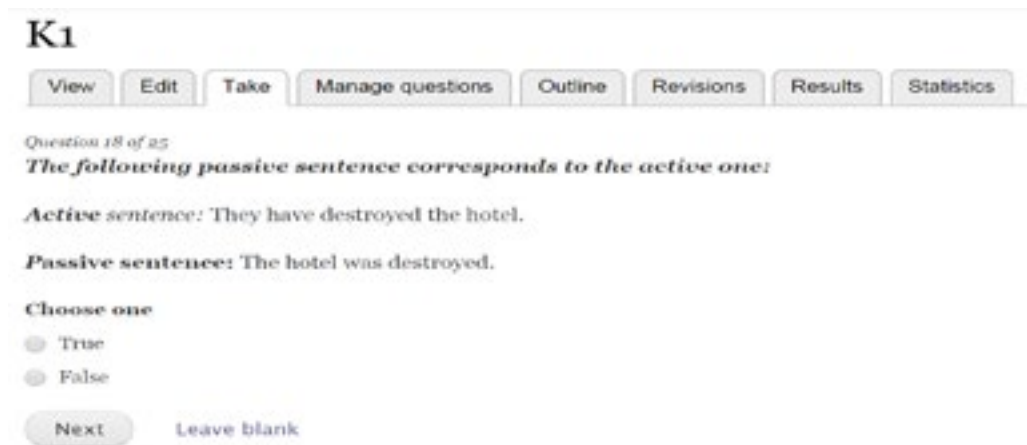 K1
View Edit Take Manage questions Outline Revisions Results Statistics
Question 18 of 25
The following passive sentence corresponds to the active one:
Active sentence: They have destroyed the hotel.
Passive sentence: The hotel was destroyed.
Choose one
True
False
Next Leave blank